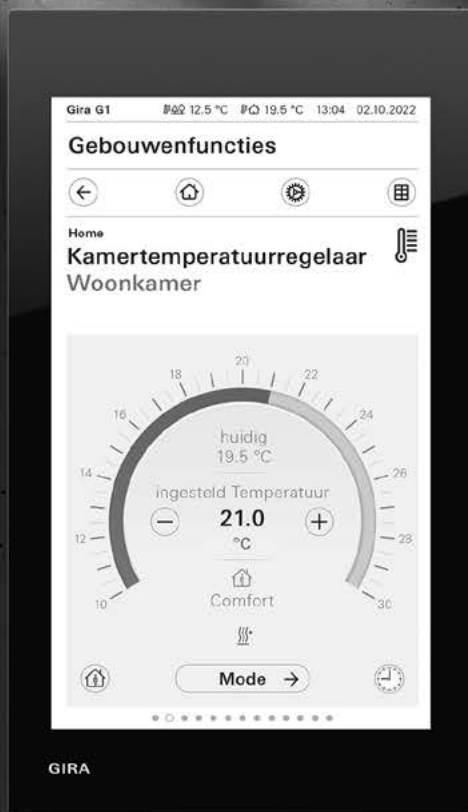 Gira G1 12.5 °C 19.5 °C 13:04 02.10.2022
Gebouwenfuncties
Home
Kamertemperatuurregelaar
Woonkamer
20
18 22
16 24
huidig
19.5 °C
14 26
ingesteld Temperatuur
21.0
12 28
°C
10 30
Comfort
Mode
GIRA